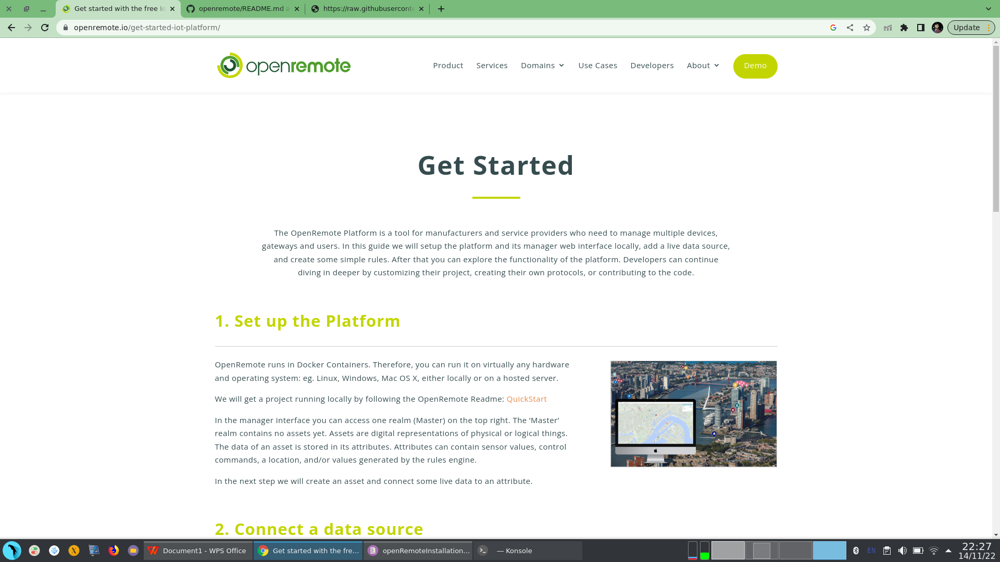 Get started with the free Io
openremote/README.md a
https://raw.githubuserconte
openremote.io/get-started-iot-platform/
Update
openremote
Product
Services
Domains
Use Cases
Developers
About
Demo
Get Started
The OpenRemote Platform is a tool for manufacturers and service providers who need to manage multiple devices,
gateways and users. In this guide we will setup the platform and its manager web interface locally, add a live data source,
and create some simple rules. After that you can explore the functionality of the platform. Developers can continue
diving in deeper by customizing their project, creating their own protocols, or contributing to the code.
1. Set up the Platform
OpenRemote runs in Docker Containers. Therefore, you can run it on virtually any hardware
and operating system: eg. Linux, Windows, Mac OS X, either locally or on a hosted server.
We will get a project running locally by following the OpenRemote Readme: QuickStart
In the manager interface you can access one realm (Master) on the top right. The ‘Master’
realm contains no assets yet. Assets are digital representations of physical or logical things.
The data of an asset is stored in its attributes. Attributes can contain sensor values, control
commands, a location, and/or values generated by the rules engine.
In the next step we will create an asset and connect some live data to an attribute.
2. Connect a data source
Document1 - WPS Office
Get started with the fre...
openRemoteInstallation...
— Konsole
EN
22:27
14/11/22